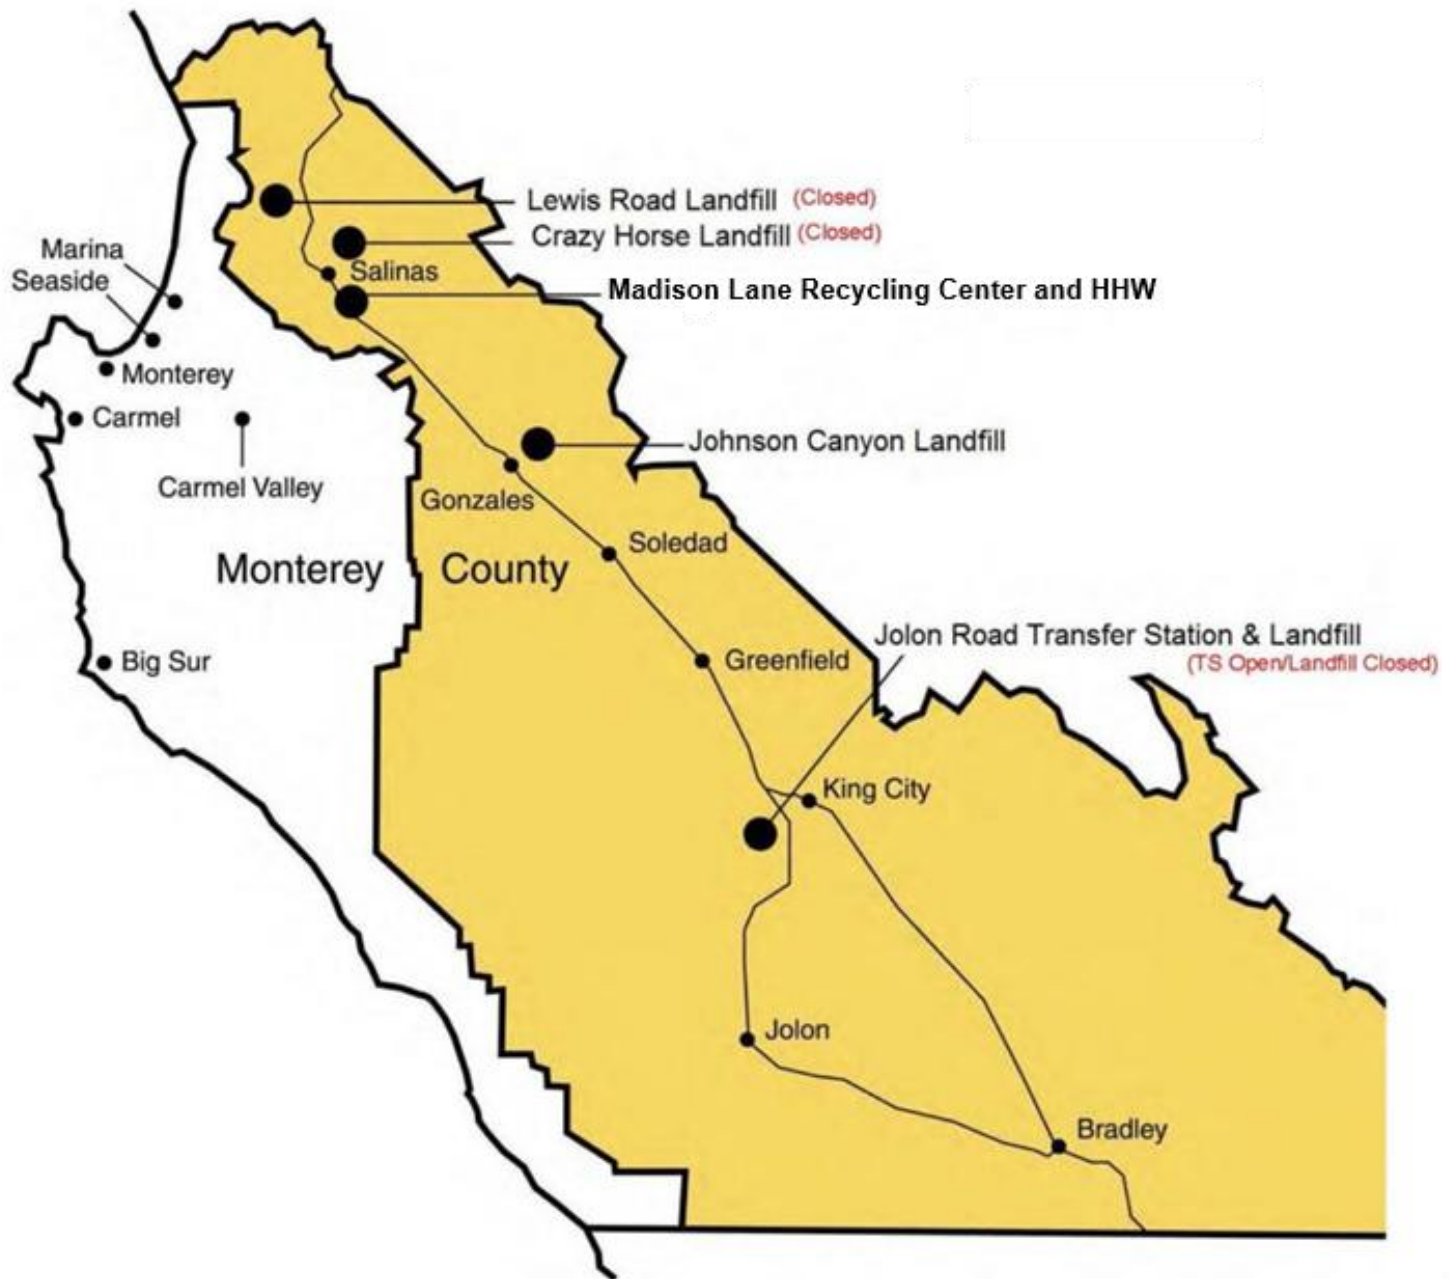 Lewis Road Landfill (Closed)
Crazy Horse Landfill (Closed)
Marina
Salinas
Seaside
Madison Lane Recycling Center and HHW
Monterey
Carmel
Johnson Canyon Landfill
Carmel Valley
Gonzales
Soledad
Monterey County
Jolon Road Transfer Station & Landfill
(TS Open/Landfill Closed)
Big Sur
Greenfield
King City
Jolon
Bradley